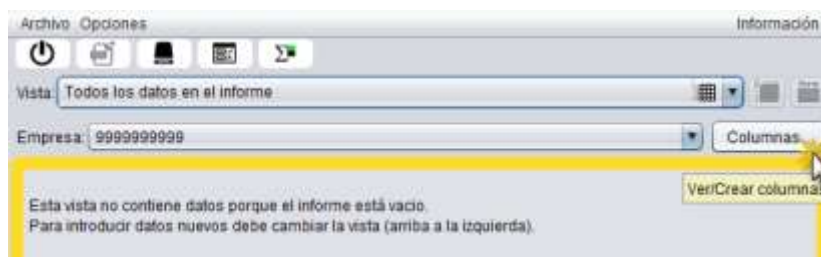 Archivo Opciones Información
Vista: Todos los datos en el informe
Empresa: 9999999999 Columnas...
Ver/Crear columna
Esta vista no contiene datos porque el informe está vacío.
Para introducir datos nuevos debe cambiar la vista (arriba a la izquierda).